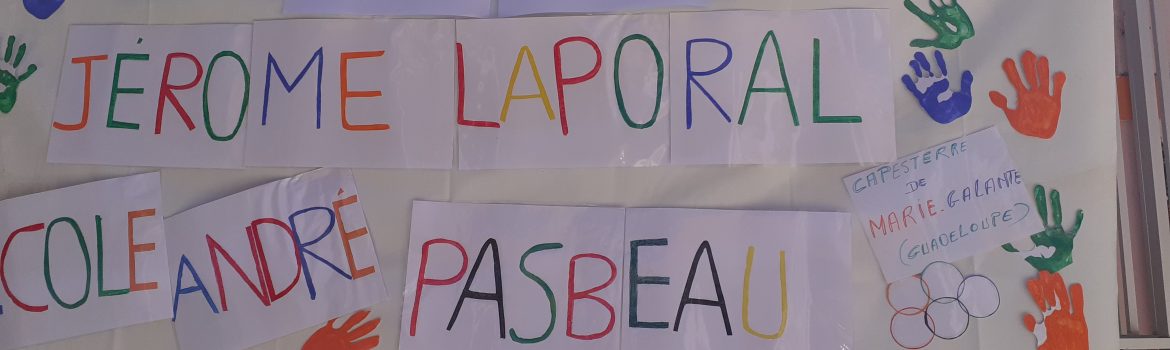 JÉROME LAPORAL
COLE ANDRÉ PASBEAU
CAPESTERRE
DE
MARIE-GALANTE
(GUADELOUPE)